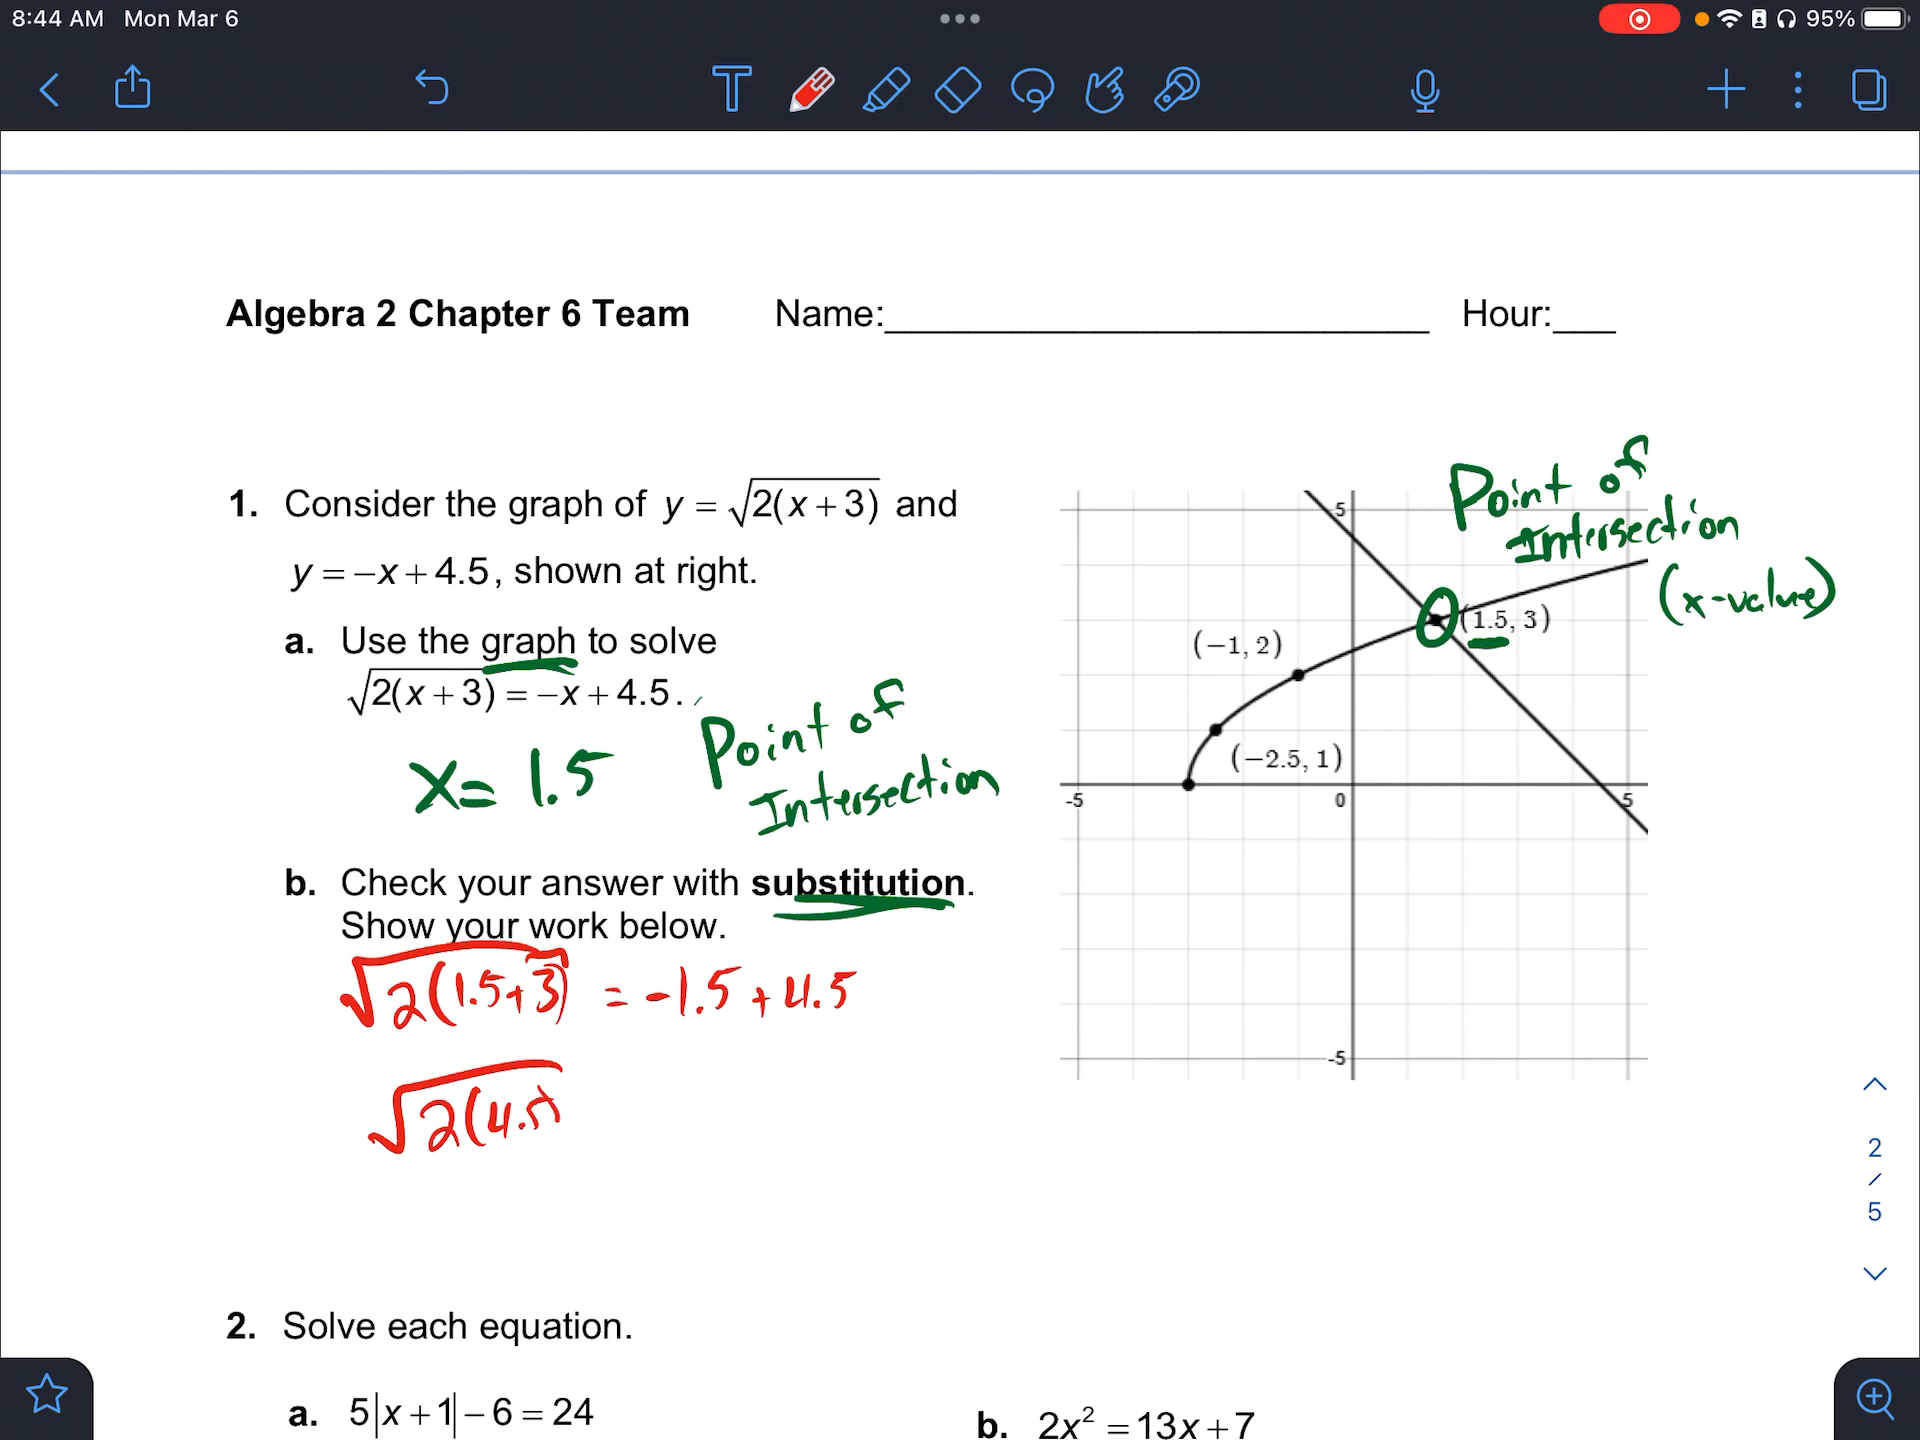 8:44 AM Mon Mar 6
95%
Algebra 2 Chapter 6 Team Name:_______ Hour:___
1. Consider the graph of y = √2(x + 3) and
y = −x + 4.5, shown at right.
a. Use the graph to solve
√2(x + 3) = −x + 4.5.
x = 1.5
Point of
Intersection
b. Check your answer with substitution.
Show your work below.
√2(1.5+3) = -1.5 + 4.5
√2(4.5)
Point of
Intersection
(x-value)
5
(1.5, 3)
(−1, 2)
(−2.5, 1)
-5 0 5
-5
2
/
5
2. Solve each equation.
a. 5|x + 1| − 6 = 24
b. 2x² = 13x + 7